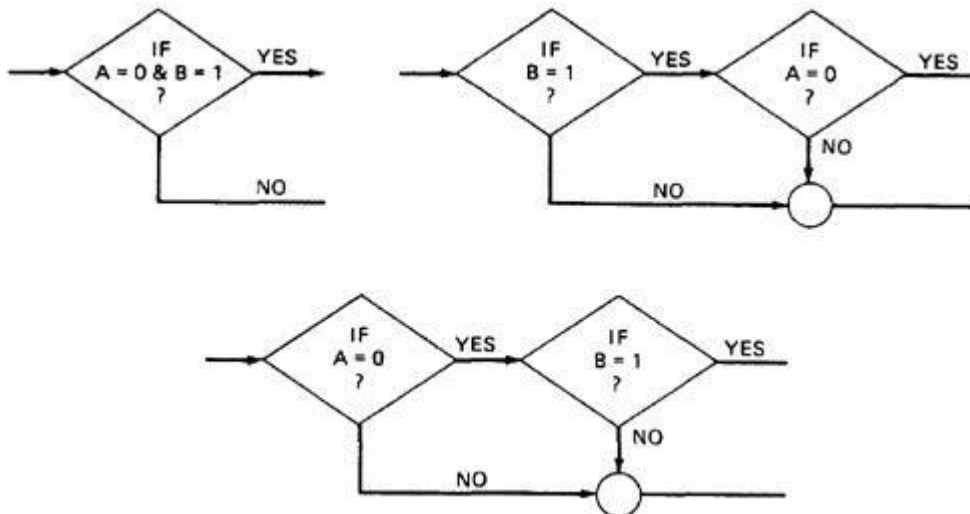 IF
A = 0 & B = 1
?
YES
NO
IF
B = 1
?
YES
IF
A = 0
?
YES
NO
NO
IF
A = 0
?
YES
IF
B = 1
?
YES
NO
NO